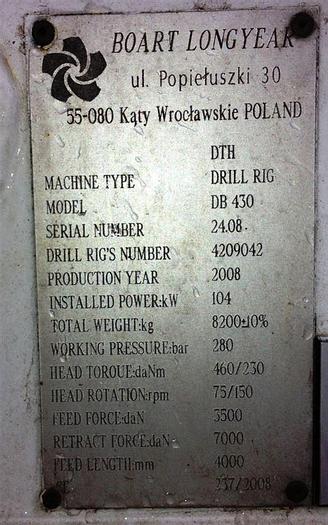 BOART LONGYEAR
ul. Popiełuszki 30
55-080 Kąty Wrocławskie POLAND
DTH
MACHINE TYPE DRILL RIG
MODEL DB 430
SERIAL NUMBER 24.08
DRILL RIG'S NUMBER 4209042
PRODUCTION YEAR 2008
INSTALLED POWER:kW 104
TOTAL WEIGHT:kg 8200±10%
WORKING PRESSURE:bar 280
HEAD TORQUE:daNm 460/230
HEAD ROTATION:rpm 75/150
FEED FORCE:daN 3500
RETRACT FORCE:daN 7000
FEED LENGTH:mm 4000
237/2008